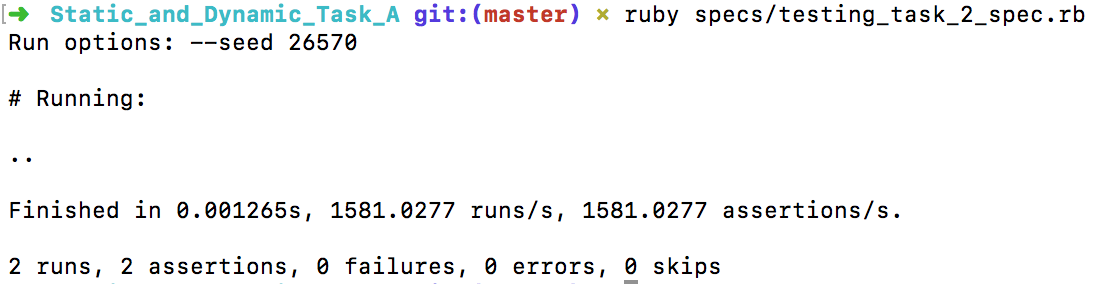 ➜ Static_and_Dynamic_Task_A git:(master) × ruby specs/testing_task_2_spec.rb
Run options: --seed 26570
# Running:
..
Finished in 0.001265s, 1581.0277 runs/s, 1581.0277 assertions/s.
2 runs, 2 assertions, 0 failures, 0 errors, 0 skips